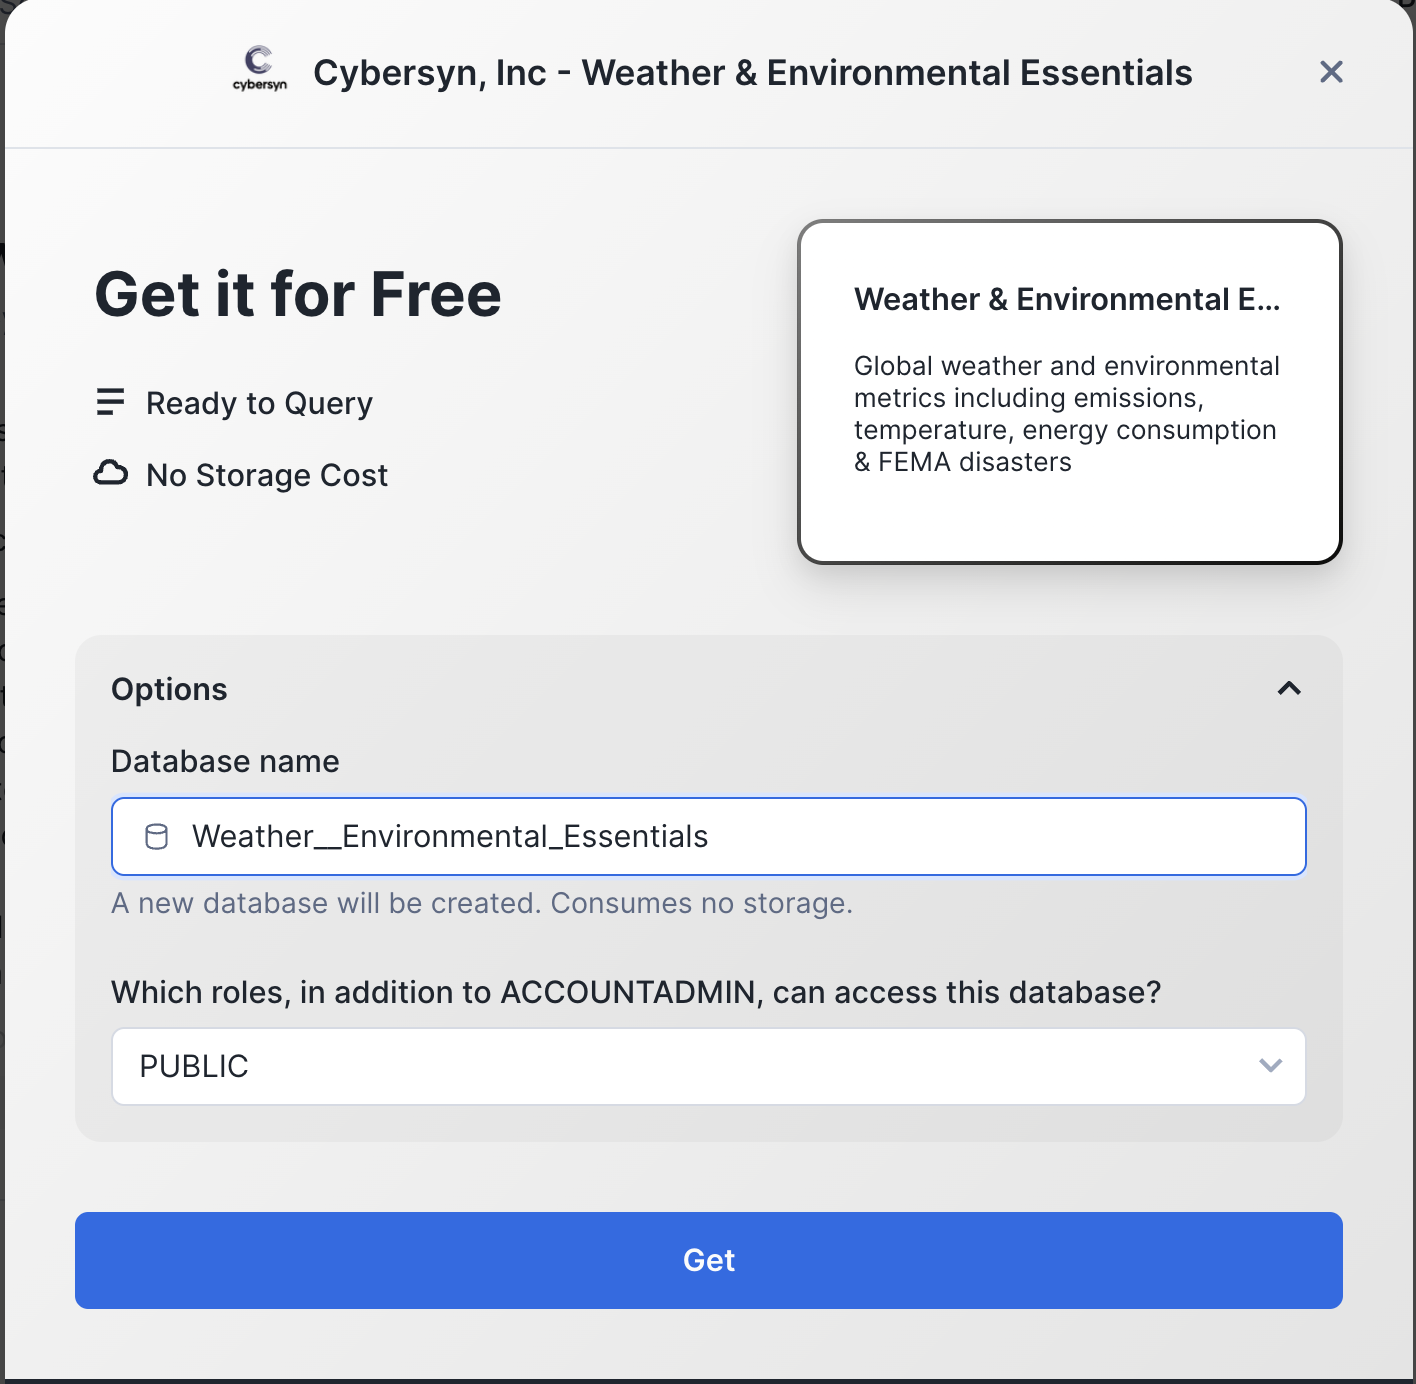 cybersyn
Cybersyn, Inc - Weather & Environmental Essentials
Get it for Free
Ready to Query
No Storage Cost
Weather & Environmental E...
Global weather and environmental
metrics including emissions,
temperature, energy consumption
& FEMA disasters
Options
Database name
Weather__Environmental_Essentials
A new database will be created. Consumes no storage.
Which roles, in addition to ACCOUNTADMIN, can access this database?
PUBLIC
Get